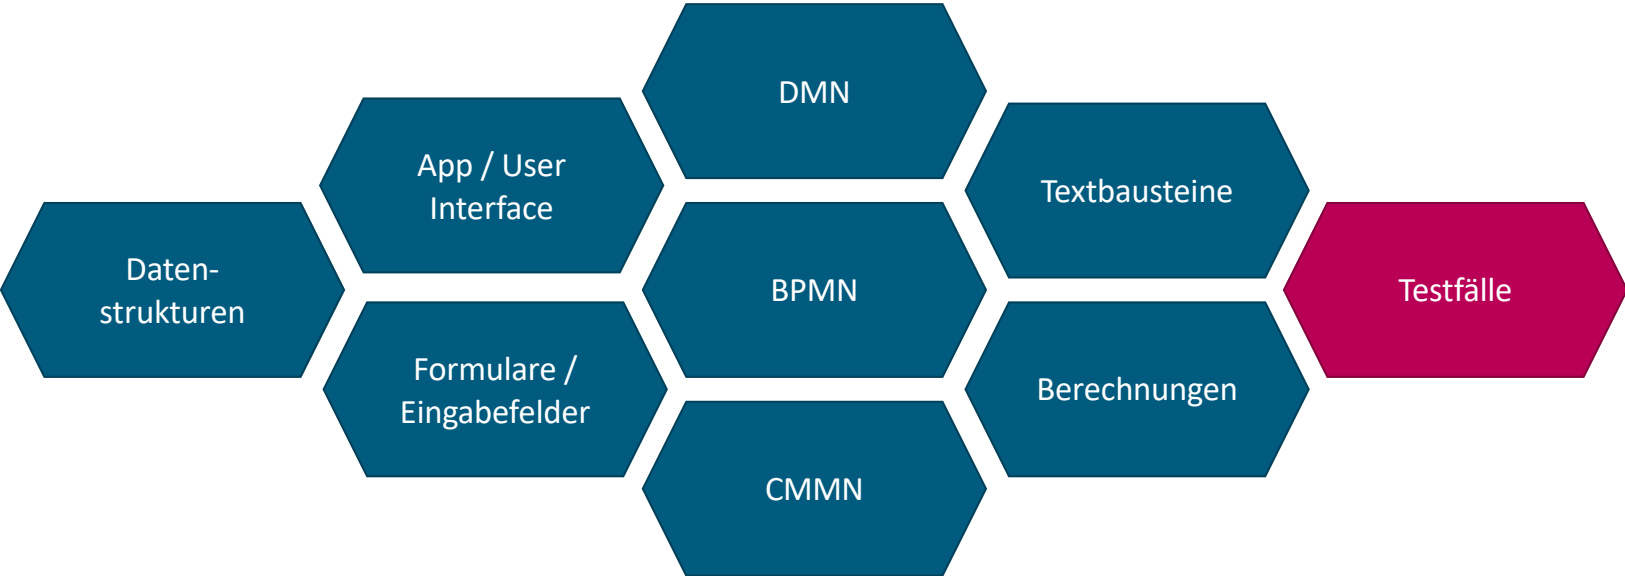 Daten-
strukturen
App / User
Interface
Formulare /
Eingabefelder
DMN
BPMN
CMMN
Textbausteine
Berechnungen
Testfälle